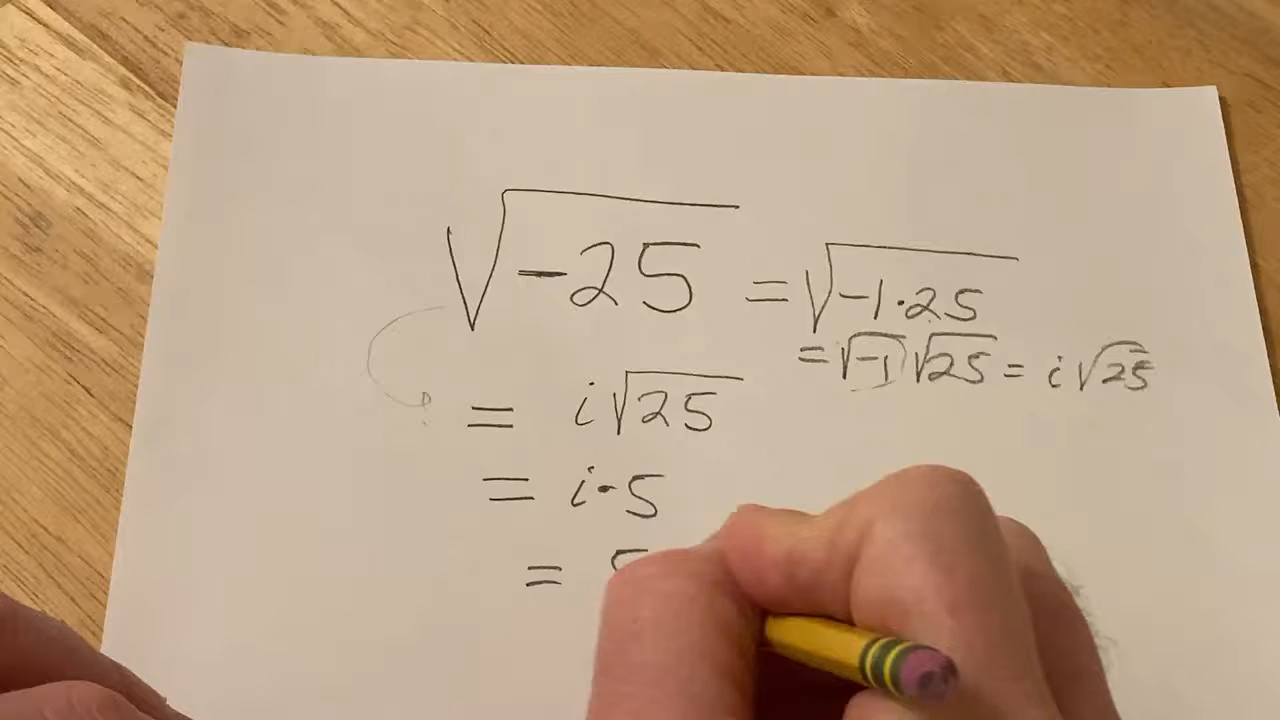 √-25 = √-1·25
= √-1 √25 = i√25
= i√25
= i·5
=